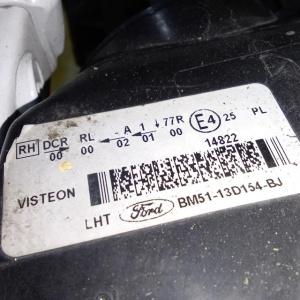 RH DCR RL -A 1 ↓77R E4 25 PL
00 00 02 01 00
14822
VISTEON
LHT Ford BM51-13D154-BJ